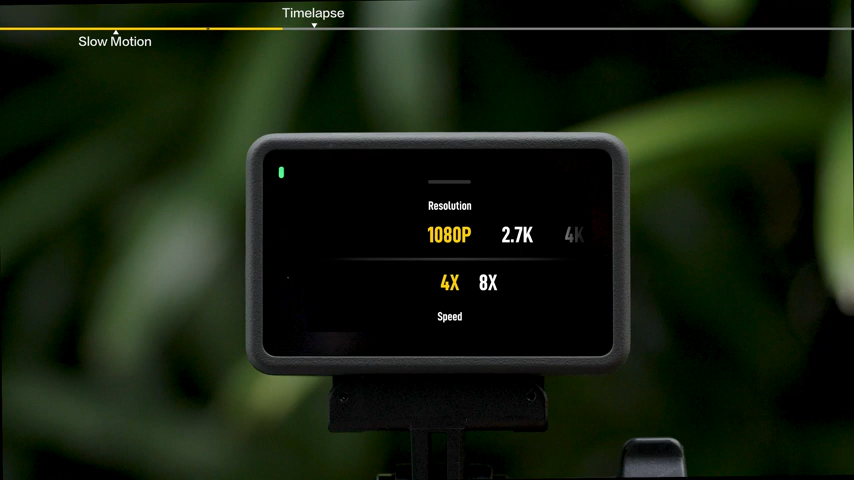 Timelapse
Slow Motion
Resolution
1080P 2.7K 4K
4X 8X
Speed